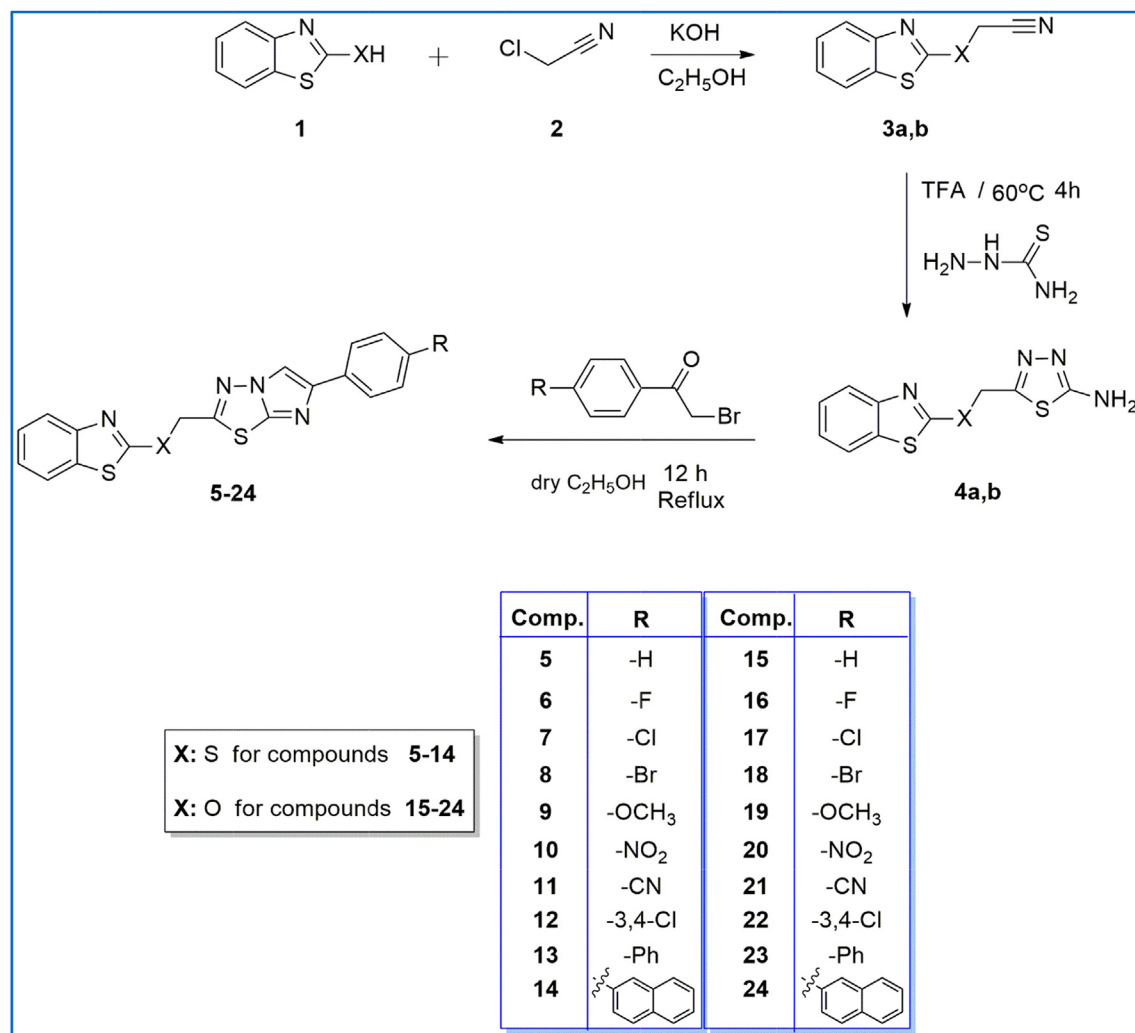 N
XH
S
1
+
Cl
N
2
KOH
C₂H₅OH
N
S
X
N
3a,b
TFA / 60°C 4h
H₂N
H
N
S
NH₂
N
S
X
N
N
S
NH₂
4a,b
R
O
Br
dry C₂H₅OH 12 h
Reflux
N
S
X
N
N
S
N
R
5-24
Comp. R Comp. R
5 -H 15 -H
6 -F 16 -F
7 -Cl 17 -Cl
8 -Br 18 -Br
9 -OCH₃ 19 -OCH₃
10 -NO₂ 20 -NO₂
11 -CN 21 -CN
12 -3,4-Cl 22 -3,4-Cl
13 -Ph 23 -Ph
14 24
X: S for compounds 5-14
X: O for compounds 15-24